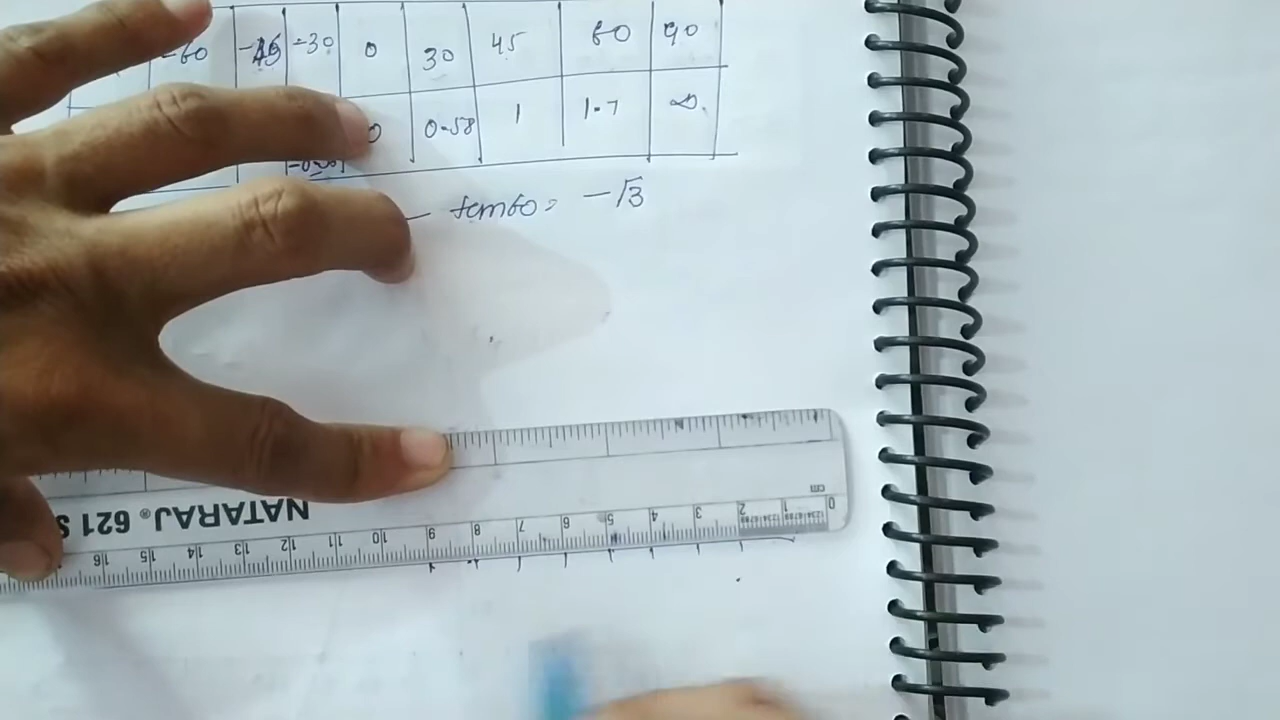 -60 -45 -30 0 30 45 60 90
0 0.58 1 1.7 ∞
- tan60 = -√3
cm
NATARAJ® 621
0 1 2 3 4 5 6 7 8 9 10 11 12 13 14 15 16